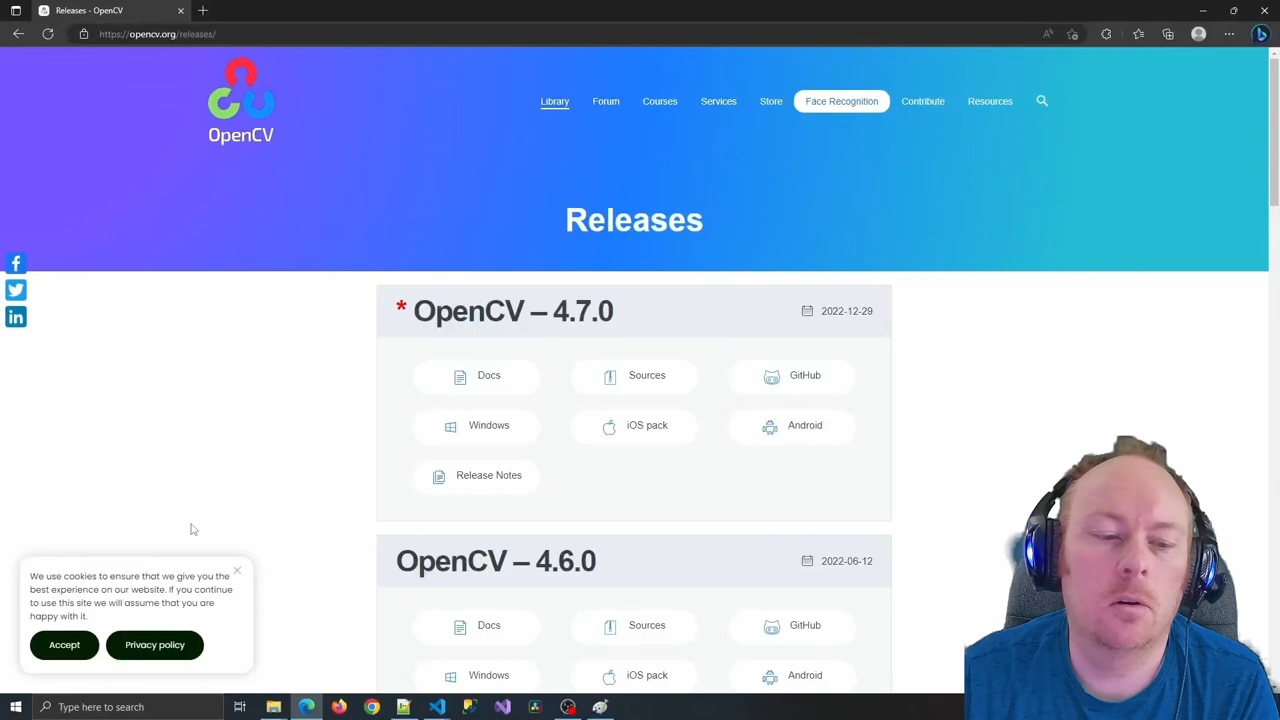 Releases - OpenCV
https://opencv.org/releases/
OpenCV
Library
Forum
Courses
Services
Store
Face Recognition
Contribute
Resources
Releases
* OpenCV – 4.7.0
2022-12-29
Docs
Sources
GitHub
Windows
iOS pack
Android
Release Notes
OpenCV – 4.6.0
2022-06-12
Docs
Sources
GitHub
Windows
iOS pack
Android
We use cookies to ensure that we give you the
best experience on our website. If you continue
to use this site we will assume that you are
happy with it.
Accept
Privacy policy
Type here to search